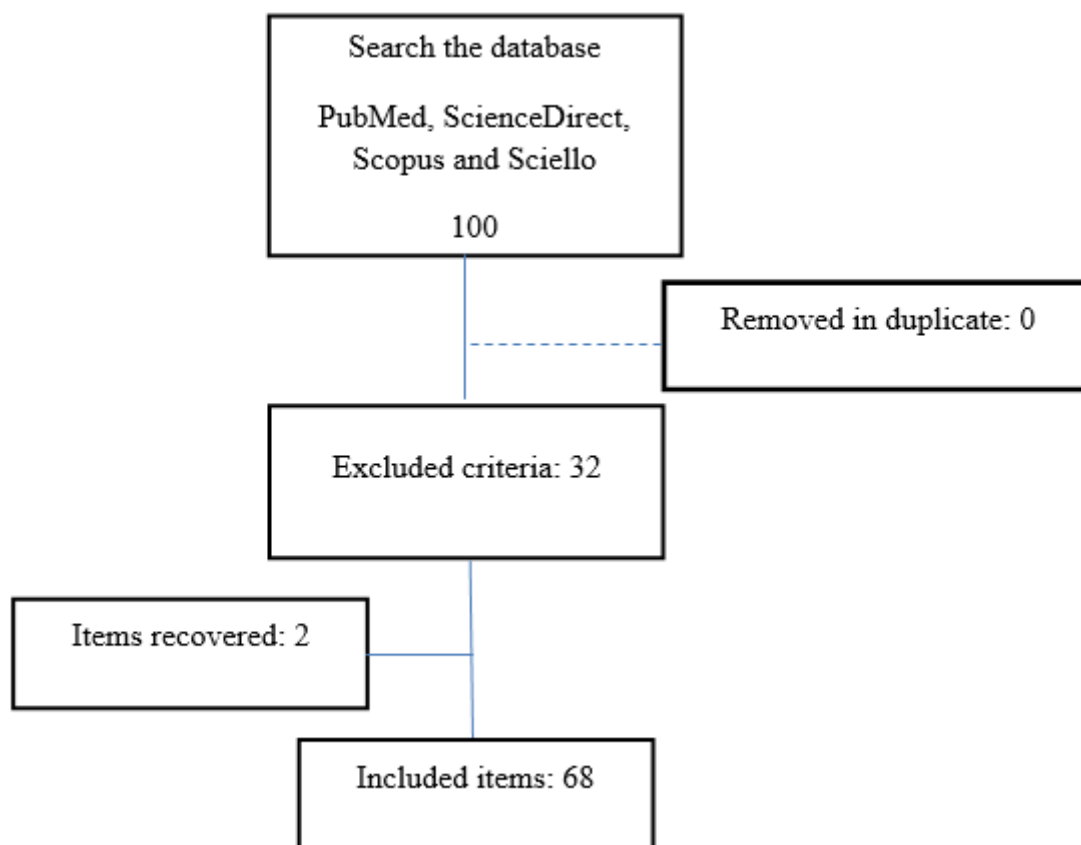 Search the database
PubMed, ScienceDirect,
Scopus and Sciello
100
Removed in duplicate: 0
Excluded criteria: 32
Items recovered: 2
Included items: 68